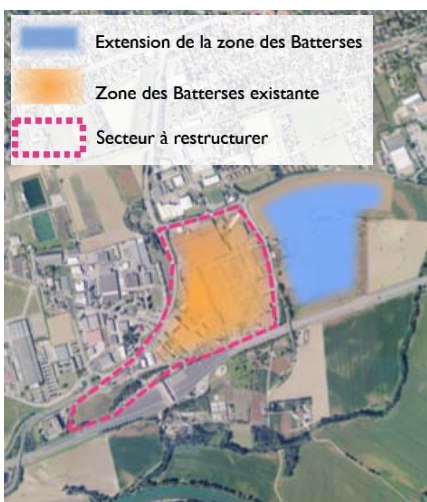 Extension de la zone des Batterses
Zone des Batterses existante
Secteur à restructurer